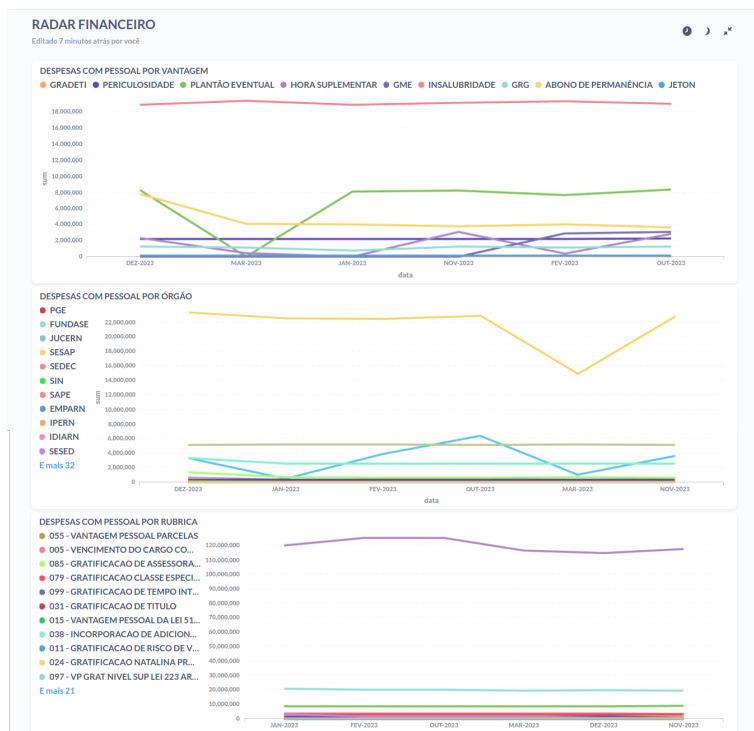 RADAR FINANCEIRO
Editado 7 minutos atrás por você
DESPESAS COM PESSOAL POR VANTAGEM
GRADETI PERICULOSIDADE PLANTÃO EVENTUAL HORA SUPLEMENTAR GME INSALUBRIDADE GRG ABONO DE PERMANÊNCIA JETON
18,000,000
16,000,000
14,000,000
12,000,000
10,000,000
8,000,000
6,000,000
4,000,000
2,000,000
0
sum
DEZ-2023 MAR-2023 JAN-2023 NOV-2023 FEV-2023 OUT-2023
data
DESPESAS COM PESSOAL POR ÓRGÃO
PGE
FUNDASE
JUCERN
SESAP
SEDEC
SIN
SAPE
EMPARN
IPERN
IDIARN
SESED
E mais 32
22,000,000
20,000,000
18,000,000
16,000,000
14,000,000
12,000,000
10,000,000
8,000,000
6,000,000
4,000,000
2,000,000
0
sum
DEZ-2023 JAN-2023 FEV-2023 OUT-2023 MAR-2023 NOV-2023
data
DESPESAS COM PESSOAL POR RUBRICA
055 - VANTAGEM PESSOAL PARCELAS
005 - VENCIMENTO DO CARGO CO...
085 - GRATIFICACAO DE ASSESSORA...
079 - GRATIFICACAO CLASSE ESPECI...
099 - GRATIFICACAO DE TEMPO INT...
031 - GRATIFICACAO DE TITULO
015 - VANTAGEM PESSOAL DA LEI 51...
038 - INCORPORACAO DE ADICION...
011 - GRATIFICACAO DE RISCO DE V...
024 - GRATIFICACAO NATALINA PR...
097 - VP GRAT NIVEL SUP LEI 223 AR...
E mais 21
120,000,000
110,000,000
100,000,000
90,000,000
80,000,000
70,000,000
60,000,000
50,000,000
40,000,000
30,000,000
20,000,000
10,000,000
0
JAN-2023 FEV-2023 OUT-2023 MAR-2023 DEZ-2023 NOV-2023